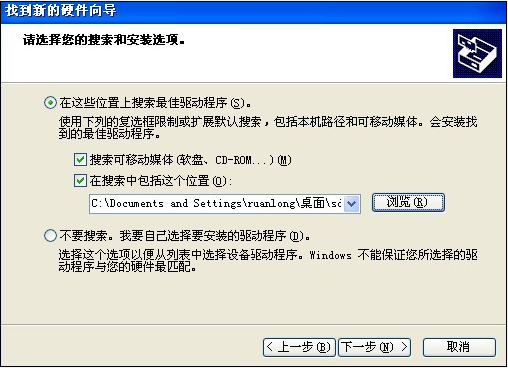 找到新的硬件向导
请选择您的搜索和安装选项。
在这些位置上搜索最佳驱动程序(S)。
使用下列的复选框限制或扩展默认搜索，包括本机路径和可移动媒体。会安装找
到的最佳驱动程序。
搜索可移动媒体(软盘、CD-ROM...)(M)
在搜索中包括这个位置(O):
C:\Documents and Settings\ruanlong\桌面\sd
浏览(R)
不要搜索。我要自己选择要安装的驱动程序(D)。
选择这个选项以便从列表中选择设备驱动程序。Windows 不能保证您所选择的驱
动程序与您的硬件最匹配。
< 上一步(B) 下一步(N) > 取消